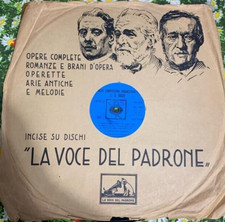 OPERE COMPLETE
ROMANZE E BRANI D'OPERA
OPERETTE
ARIE ANTICHE
E MELODIE
INCISE SU DISCHI
"LA VOCE DEL PADRONE"
LA VOCE DEL PADRONE